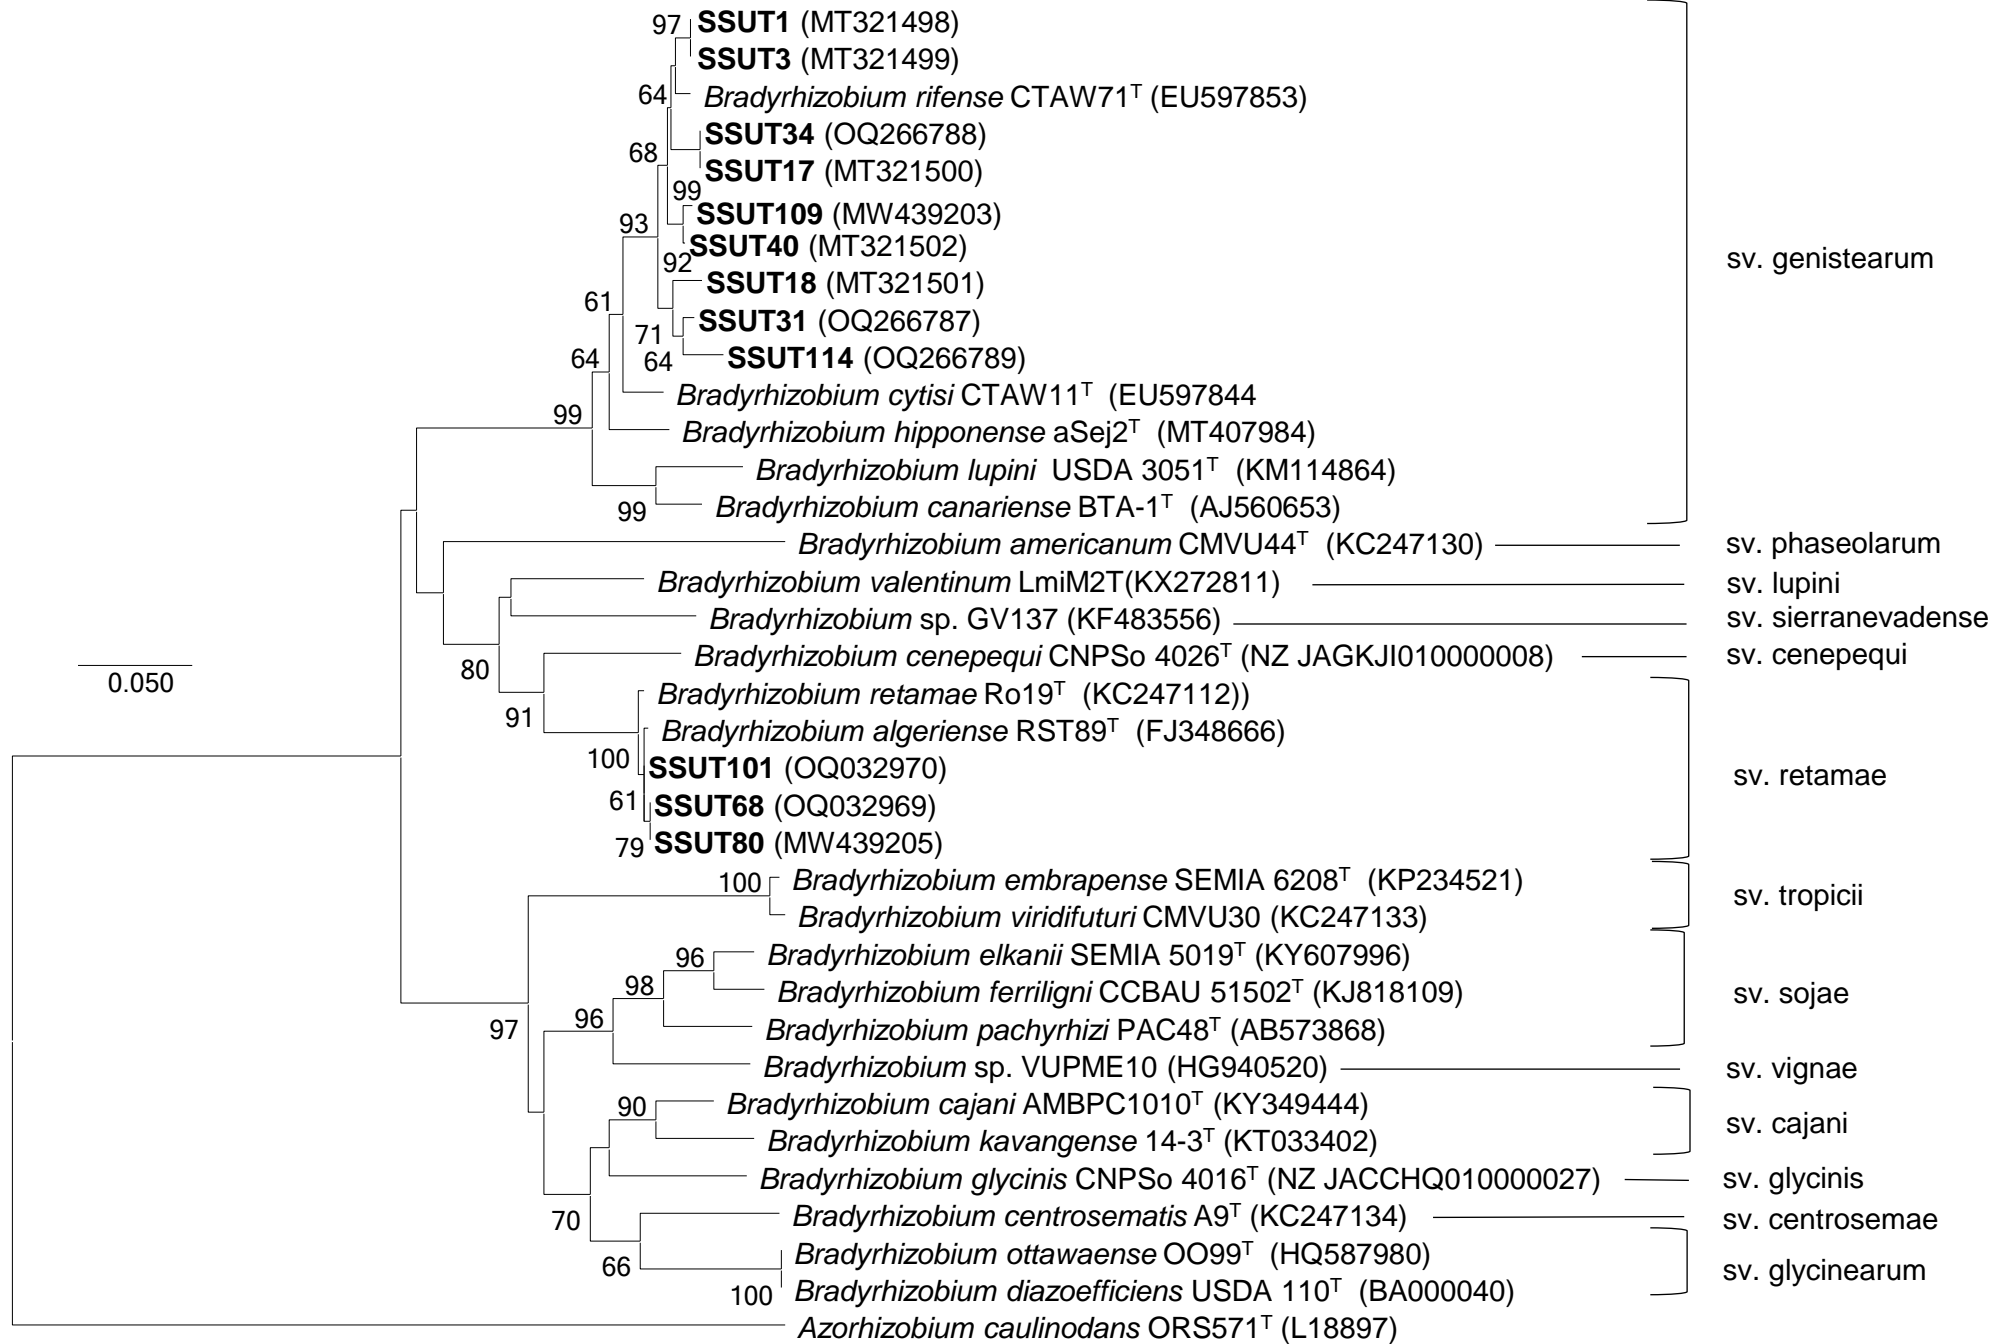 97 SSUT1 (MT321498)
SSUT3 (MT321499)
64 Bradyrhizobium rifense CTAW71ᵀ (EU597853)
SSUT34 (OQ266788)
68 SSUT17 (MT321500)
99
93 SSUT109 (MW439203)
SSUT40 (MT321502)
sv. genistearum
92
SSUT18 (MT321501)
61
SSUT31 (OQ266787)
71
64 SSUT114 (OQ266789)
64
Bradyrhizobium cytisi CTAW11ᵀ (EU597844
99
Bradyrhizobium hipponense aSej2ᵀ (MT407984)
Bradyrhizobium lupini USDA 3051ᵀ (KM114864)
99 Bradyrhizobium canariense BTA-1ᵀ (AJ560653)
Bradyrhizobium americanum CMVU44ᵀ (KC247130) sv. phaseolarum
Bradyrhizobium valentinum LmiM2T(KX272811) sv. lupini
Bradyrhizobium sp. GV137 (KF483556) sv. sierranevadense
80 Bradyrhizobium cenepequi CNPSo 4026ᵀ (NZ JAGKJI010000008) sv. cenepequi
0.050
Bradyrhizobium retamae Ro19ᵀ (KC247112))
91
Bradyrhizobium algeriense RST89ᵀ (FJ348666)
100
SSUT101 (OQ032970) sv. retamae
61 SSUT68 (OQ032969)
79 SSUT80 (MW439205)
100 Bradyrhizobium embrapense SEMIA 6208ᵀ (KP234521)
sv. tropicii
Bradyrhizobium viridifuturi CMVU30 (KC247133)
96 Bradyrhizobium elkanii SEMIA 5019ᵀ (KY607996)
98 Bradyrhizobium ferriligni CCBAU 51502ᵀ (KJ818109) sv. sojae
97 96 Bradyrhizobium pachyrhizi PAC48ᵀ (AB573868)
Bradyrhizobium sp. VUPME10 (HG940520) sv. vignae
90 Bradyrhizobium cajani AMBPC1010ᵀ (KY349444)
sv. cajani
Bradyrhizobium kavangense 14-3ᵀ (KT033402)
Bradyrhizobium glycinis CNPSo 4016ᵀ (NZ JACCHQ010000027) sv. glycinis
70 Bradyrhizobium centrosematis A9ᵀ (KC247134) sv. centrosemae
66 Bradyrhizobium ottawaense OO99ᵀ (HQ587980)
sv. glycinearum
100 Bradyrhizobium diazoefficiens USDA 110ᵀ (BA000040)
Azorhizobium caulinodans ORS571ᵀ (L18897)